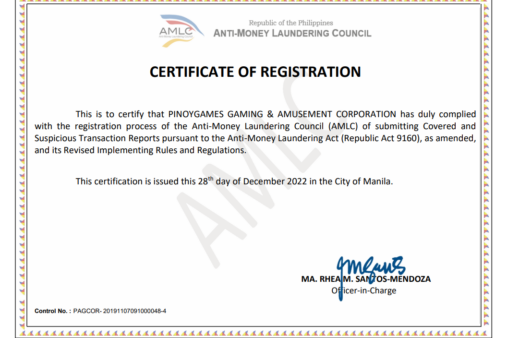 AMLC
Republic of the Philippines
ANTI-MONEY LAUNDERING COUNCIL
CERTIFICATE OF REGISTRATION
This is to certify that PINOYGAMES GAMING & AMUSEMENT CORPORATION has duly complied
with the registration process of the Anti-Money Laundering Council (AMLC) of submitting Covered and
Suspicious Transaction Reports pursuant to the Anti-Money Laundering Act (Republic Act 9160), as amended,
and its Revised Implementing Rules and Regulations.
This certification is issued this 28th day of December 2022 in the City of Manila.
AMLC
MA. RHEA M. SANTOS-MENDOZA
Officer-in-Charge
Control No. : PAGCOR- 20191107091000048-4